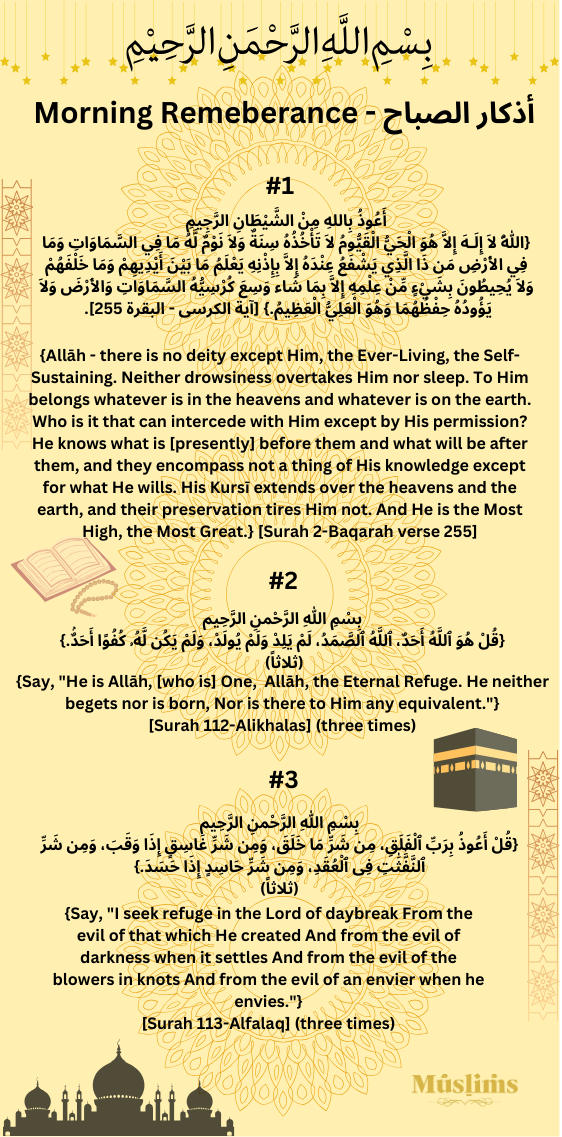 بِسْمِ اللَّهِ الرَّحْمَنِ الرَّحِيْمِ
Morning Remeberance - أذكار الصباح
#1
أَعُوذُ بِاللهِ مِنْ الشَّيْطَانِ الرَّجِيمِ
{اللّهُ لاَ إِلَـهَ إِلاَّ هُوَ الْحَيُّ الْقَيُّومُ لاَ تَأْخُذُهُ سِنَةٌ وَلاَ نَوْمٌ لَّهُ مَا فِي السَّمَاوَاتِ وَمَا
فِي الأَرْضِ مَن ذَا الَّذِي يَشْفَعُ عِنْدَهُ إِلاَّ بِإِذْنِهِ يَعْلَمُ مَا بَيْنَ أَيْدِيهِمْ وَمَا خَلْفَهُمْ
وَلاَ يُحِيطُونَ بِشَيْءٍ مِّنْ عِلْمِهِ إِلاَّ بِمَا شَاء وَسِعَ كُرْسِيُّهُ السَّمَاوَاتِ وَالأَرْضَ وَلاَ
يَؤُودُهُ حِفْظُهُمَا وَهُوَ الْعَلِيُّ الْعَظِيمُ.} [آية الكرسى - البقرة 255].
{Allāh - there is no deity except Him, the Ever-Living, the Self-
Sustaining. Neither drowsiness overtakes Him nor sleep. To Him
belongs whatever is in the heavens and whatever is on the earth.
Who is it that can intercede with Him except by His permission?
He knows what is [presently] before them and what will be after
them, and they encompass not a thing of His knowledge except
for what He wills. His Kursī extends over the heavens and the
earth, and their preservation tires Him not. And He is the Most
High, the Most Great.} [Surah 2-Baqarah verse 255]
#2
بِسْمِ اللهِ الرَّحْمنِ الرَّحِيم
{قُلْ هُوَ ٱللَّهُ أَحَدٌ، ٱللَّهُ ٱلصَّمَدُ، لَمْ يَلِدْ وَلَمْ يُولَدْ، وَلَمْ يَكُن لَّهُۥ كُفُوًا أَحَدٌۢ.}
(ثلاثاً)
{Say, "He is Allāh, [who is] One, Allāh, the Eternal Refuge. He neither
begets nor is born, Nor is there to Him any equivalent."}
[Surah 112-Alikhalas] (three times)
#3
بِسْمِ اللهِ الرَّحْمنِ الرَّحِيم
{قُلْ أَعُوذُ بِرَبِّ ٱلْفَلَقِ، مِن شَرِّ مَا خَلَقَ، وَمِن شَرِّ غَاسِقٍ إِذَا وَقَبَ، وَمِن شَرِّ
ٱلنَّفَّٰثَٰتِ فِى ٱلْعُقَدِ، وَمِن شَرِّ حَاسِدٍ إِذَا حَسَدَ.}
(ثلاثاً)
{Say, "I seek refuge in the Lord of daybreak From the
evil of that which He created And from the evil of
darkness when it settles And from the evil of the
blowers in knots And from the evil of an envier when he
envies."}
[Surah 113-Alfalaq] (three times)
Muslims